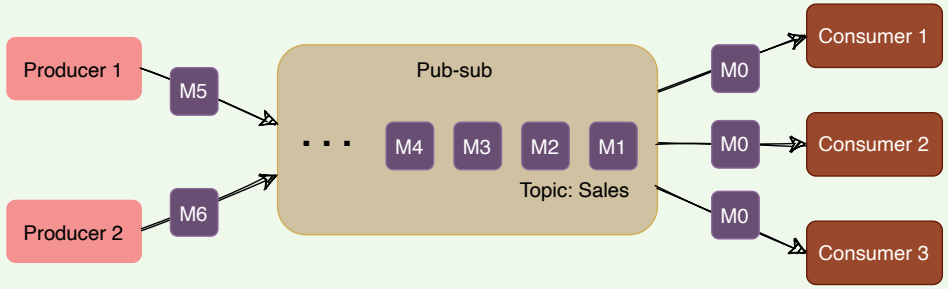 Producer 1
M5
Producer 2
M6
Pub-sub
. . . M4 M3 M2 M1
Topic: Sales
M0
Consumer 1
M0
Consumer 2
M0
Consumer 3